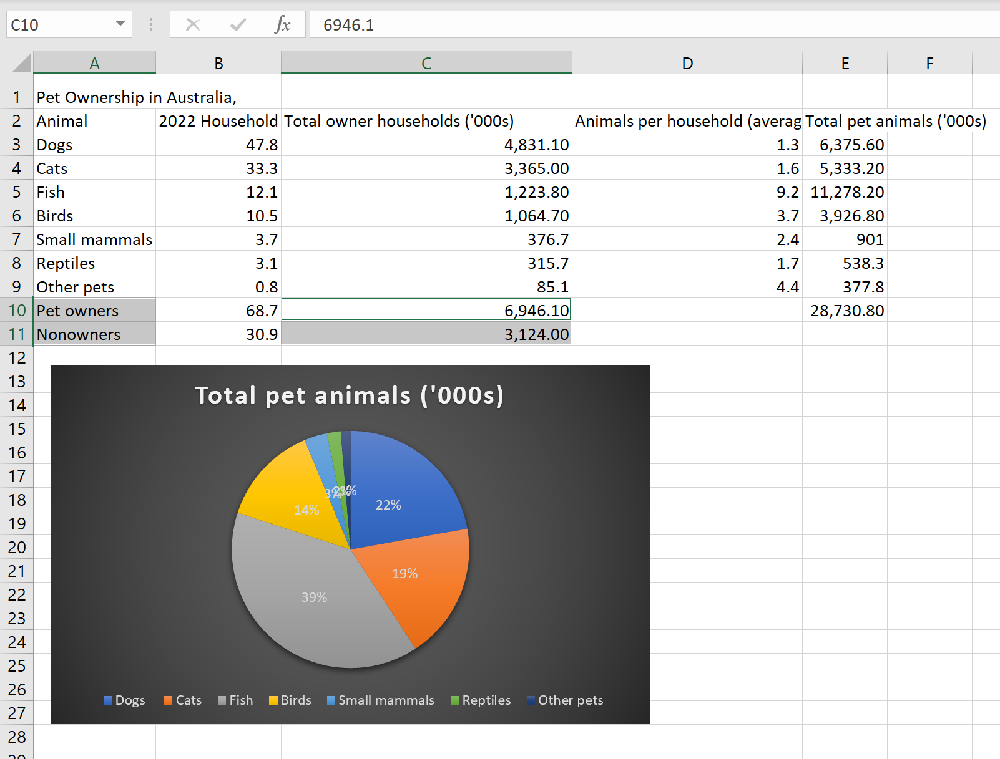 C10 fx 6946.1
A B C D E F
1 Pet Ownership in Australia,
2 Animal 2022 Household Total owner households ('000s) Animals per household (averag Total pet animals ('000s)
3 Dogs 47.8 4,831.10 1.3 6,375.60
4 Cats 33.3 3,365.00 1.6 5,333.20
5 Fish 12.1 1,223.80 9.2 11,278.20
6 Birds 10.5 1,064.70 3.7 3,926.80
7 Small mammals 3.7 376.7 2.4 901
8 Reptiles 3.1 315.7 1.7 538.3
9 Other pets 0.8 85.1 4.4 377.8
10 Pet owners 68.7 6,946.10 28,730.80
11 Nonowners 30.9 3,124.00
12
13
14
15
16
17
18
19
20
21
22
23
24
25
26
27
28
29
Total pet animals ('000s)
3% 2% 1%
14% 22%
19%
39%
Dogs Cats Fish Birds Small mammals Reptiles Other pets